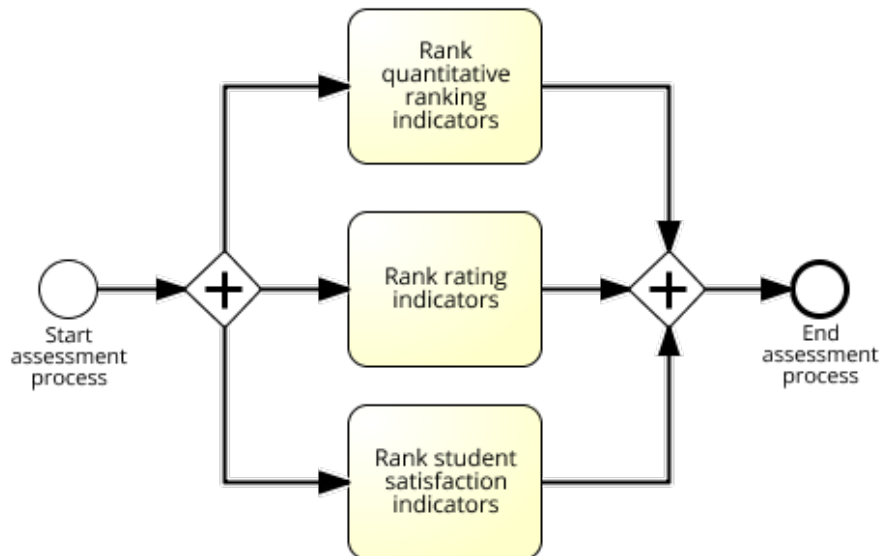 Rank
quantitative
ranking
indicators
Rank rating
indicators
Start
assessment
process
End
assessment
process
Rank student
satisfaction
indicators